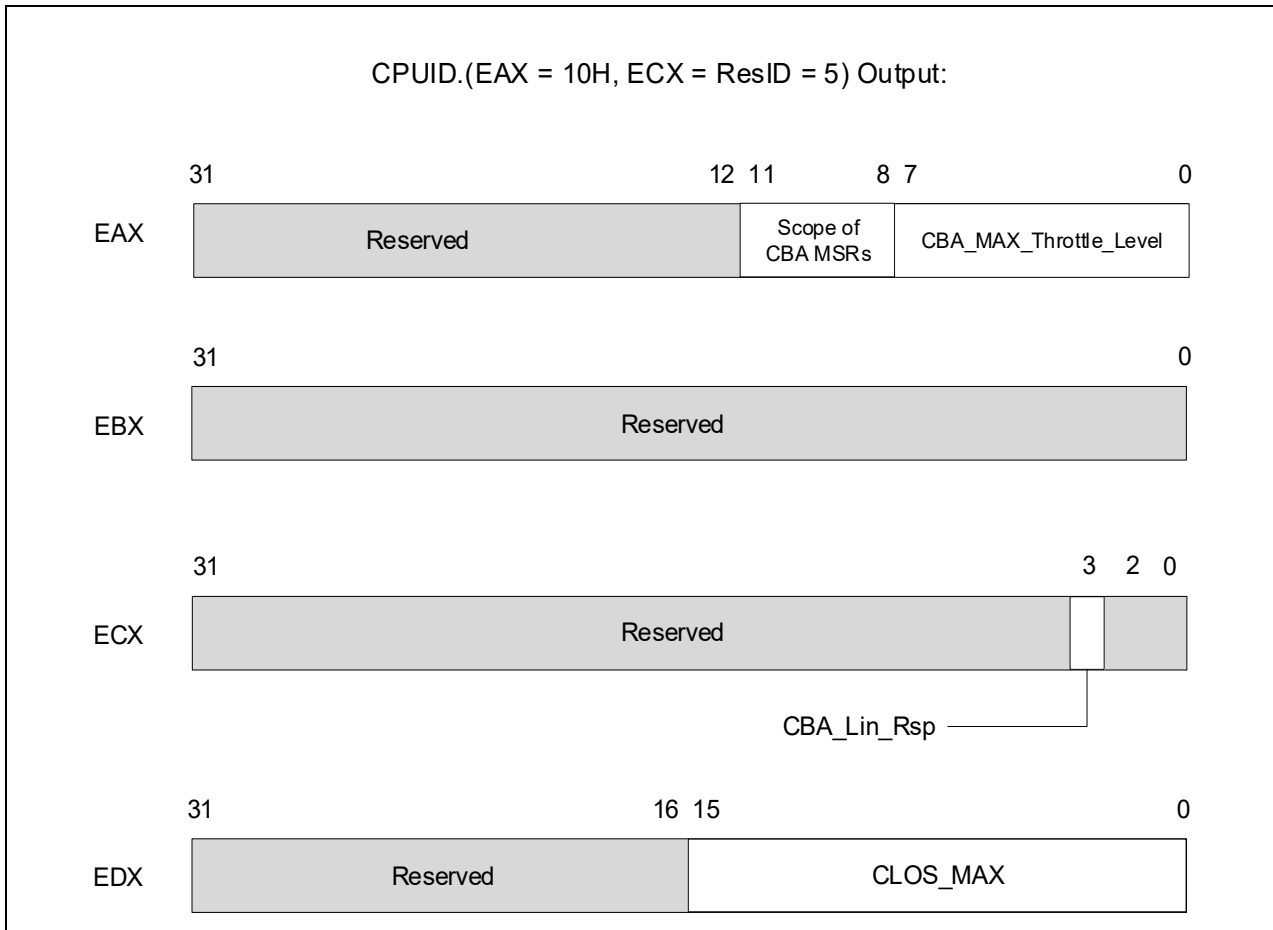 CPUID.(EAX = 10H, ECX = ResID = 5) Output:
31 12 11 8 7 0
EAX Reserved Scope of CBA MSRs CBA_MAX_Throttle_Level
31 0
EBX Reserved
31 3 2 0
ECX Reserved
CBA_Lin_Rsp
31 16 15 0
EDX Reserved CLOS_MAX